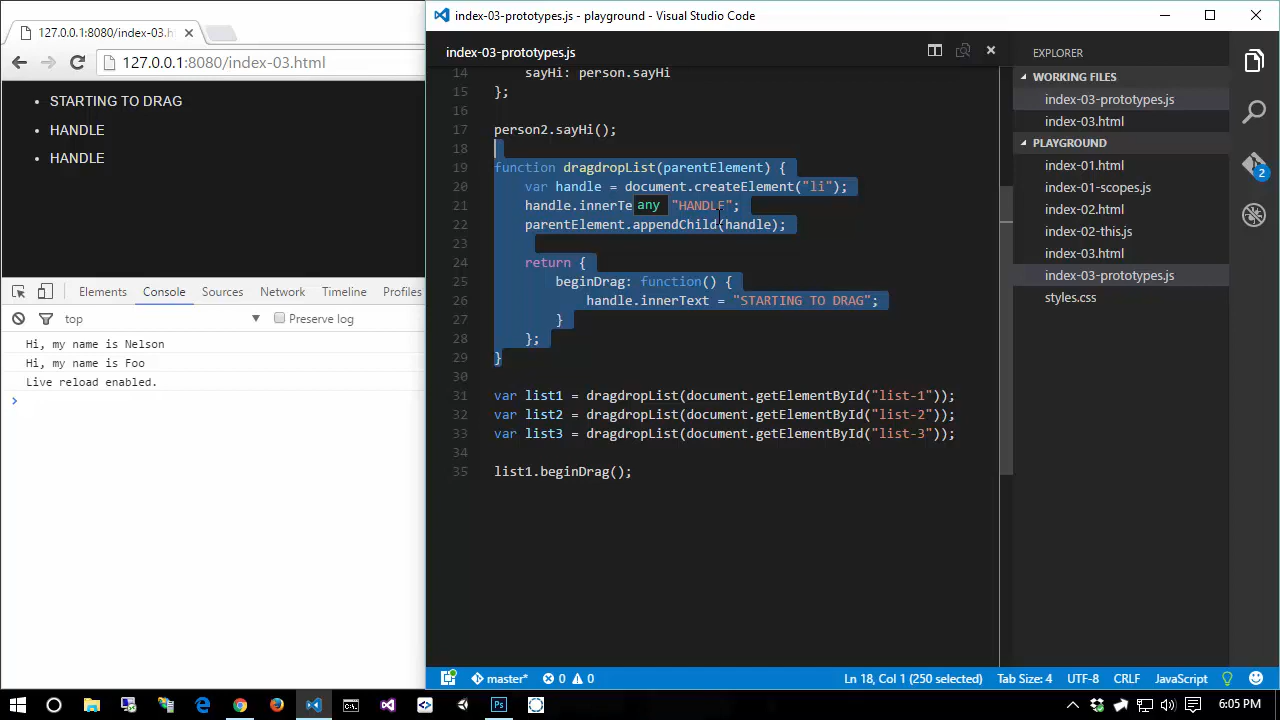 127.0.0.1:8080/index-03.h
127.0.0.1:8080/index-03.html
STARTING TO DRAG
HANDLE
HANDLE
Elements Console Sources Network Timeline Profiles
top Preserve log
Hi, my name is Nelson
Hi, my name is Foo
Live reload enabled.
index-03-prototypes.js - playground - Visual Studio Code
index-03-prototypes.js
14 sayHi: person.sayHi
15 };
16
17 person2.sayHi();
18
19 function dragdropList(parentElement) {
20 var handle = document.createElement("li");
21 handle.innerTe any "HANDLE";
22 parentElement.appendChild(handle);
23
24 return {
25 beginDrag: function() {
26 handle.innerText = "STARTING TO DRAG";
27 }
28 };
29 }
30
31 var list1 = dragdropList(document.getElementById("list-1"));
32 var list2 = dragdropList(document.getElementById("list-2"));
33 var list3 = dragdropList(document.getElementById("list-3"));
34
35 list1.beginDrag();
EXPLORER
WORKING FILES
index-03-prototypes.js
index-03.html
PLAYGROUND
index-01.html
index-01-scopes.js
index-02.html
index-02-this.js
index-03.html
index-03-prototypes.js
styles.css
2
master* 0 0 Ln 18, Col 1 (250 selected) Tab Size: 4 UTF-8 CRLF JavaScript
6:05 PM